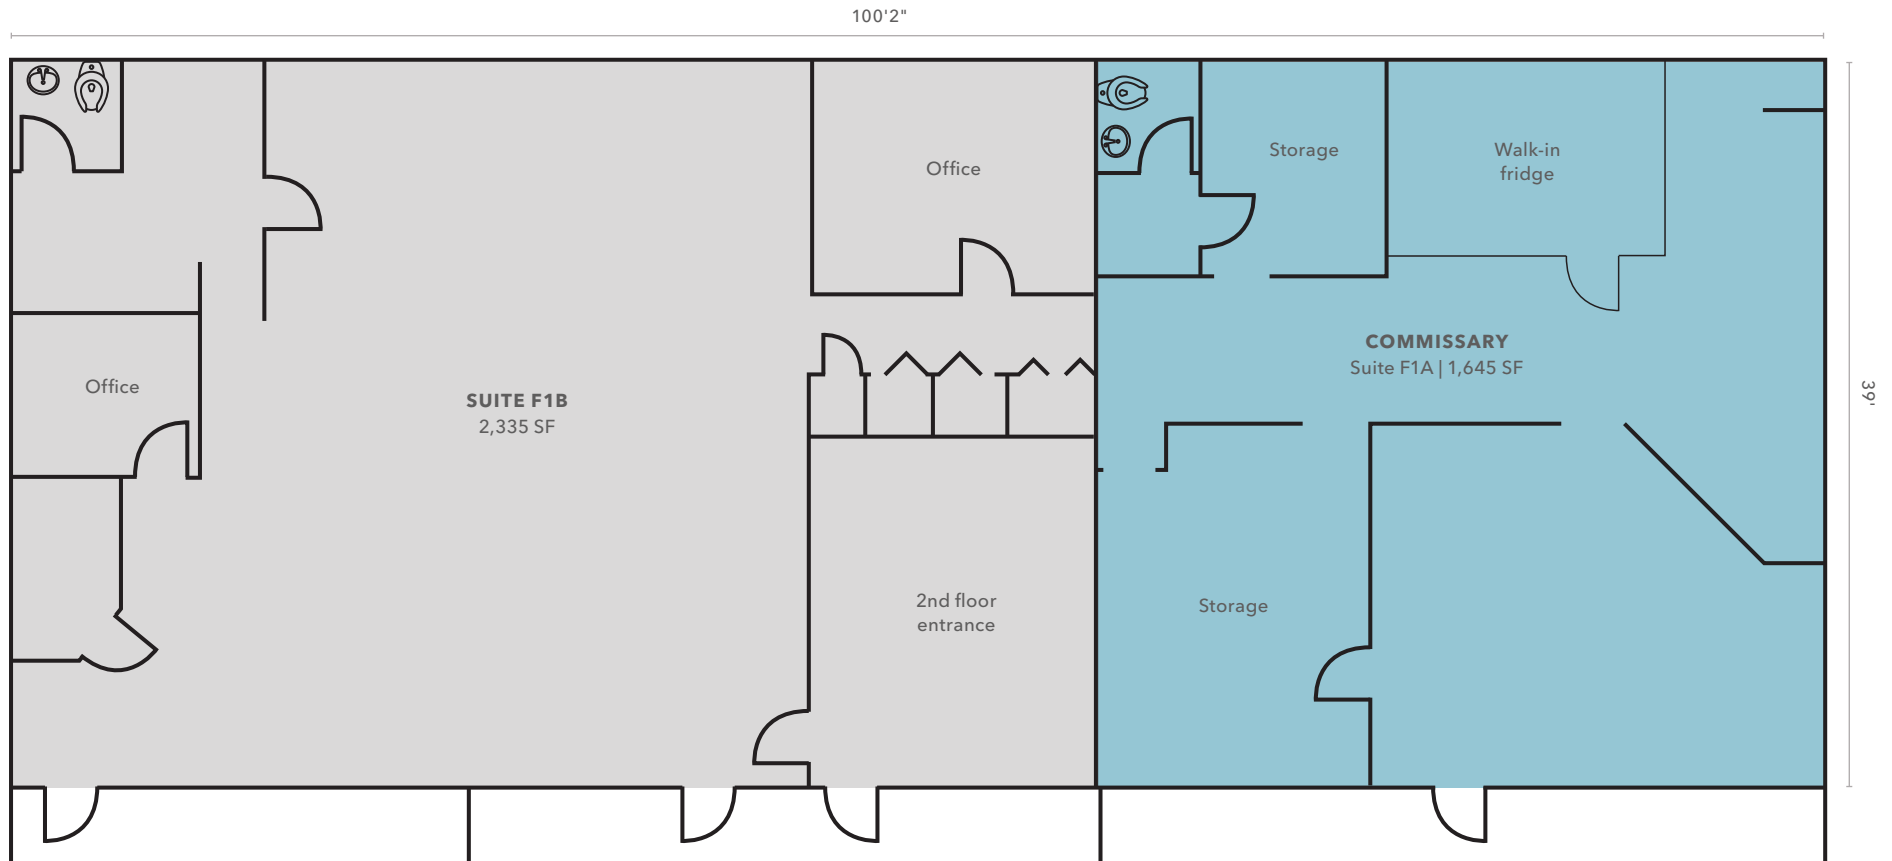 100'2"
Office
Storage
Walk-in
fridge
COMMISSARY
Suite F1A | 1,645 SF
39'
Office
SUITE F1B
2,335 SF
2nd floor
entrance
Storage